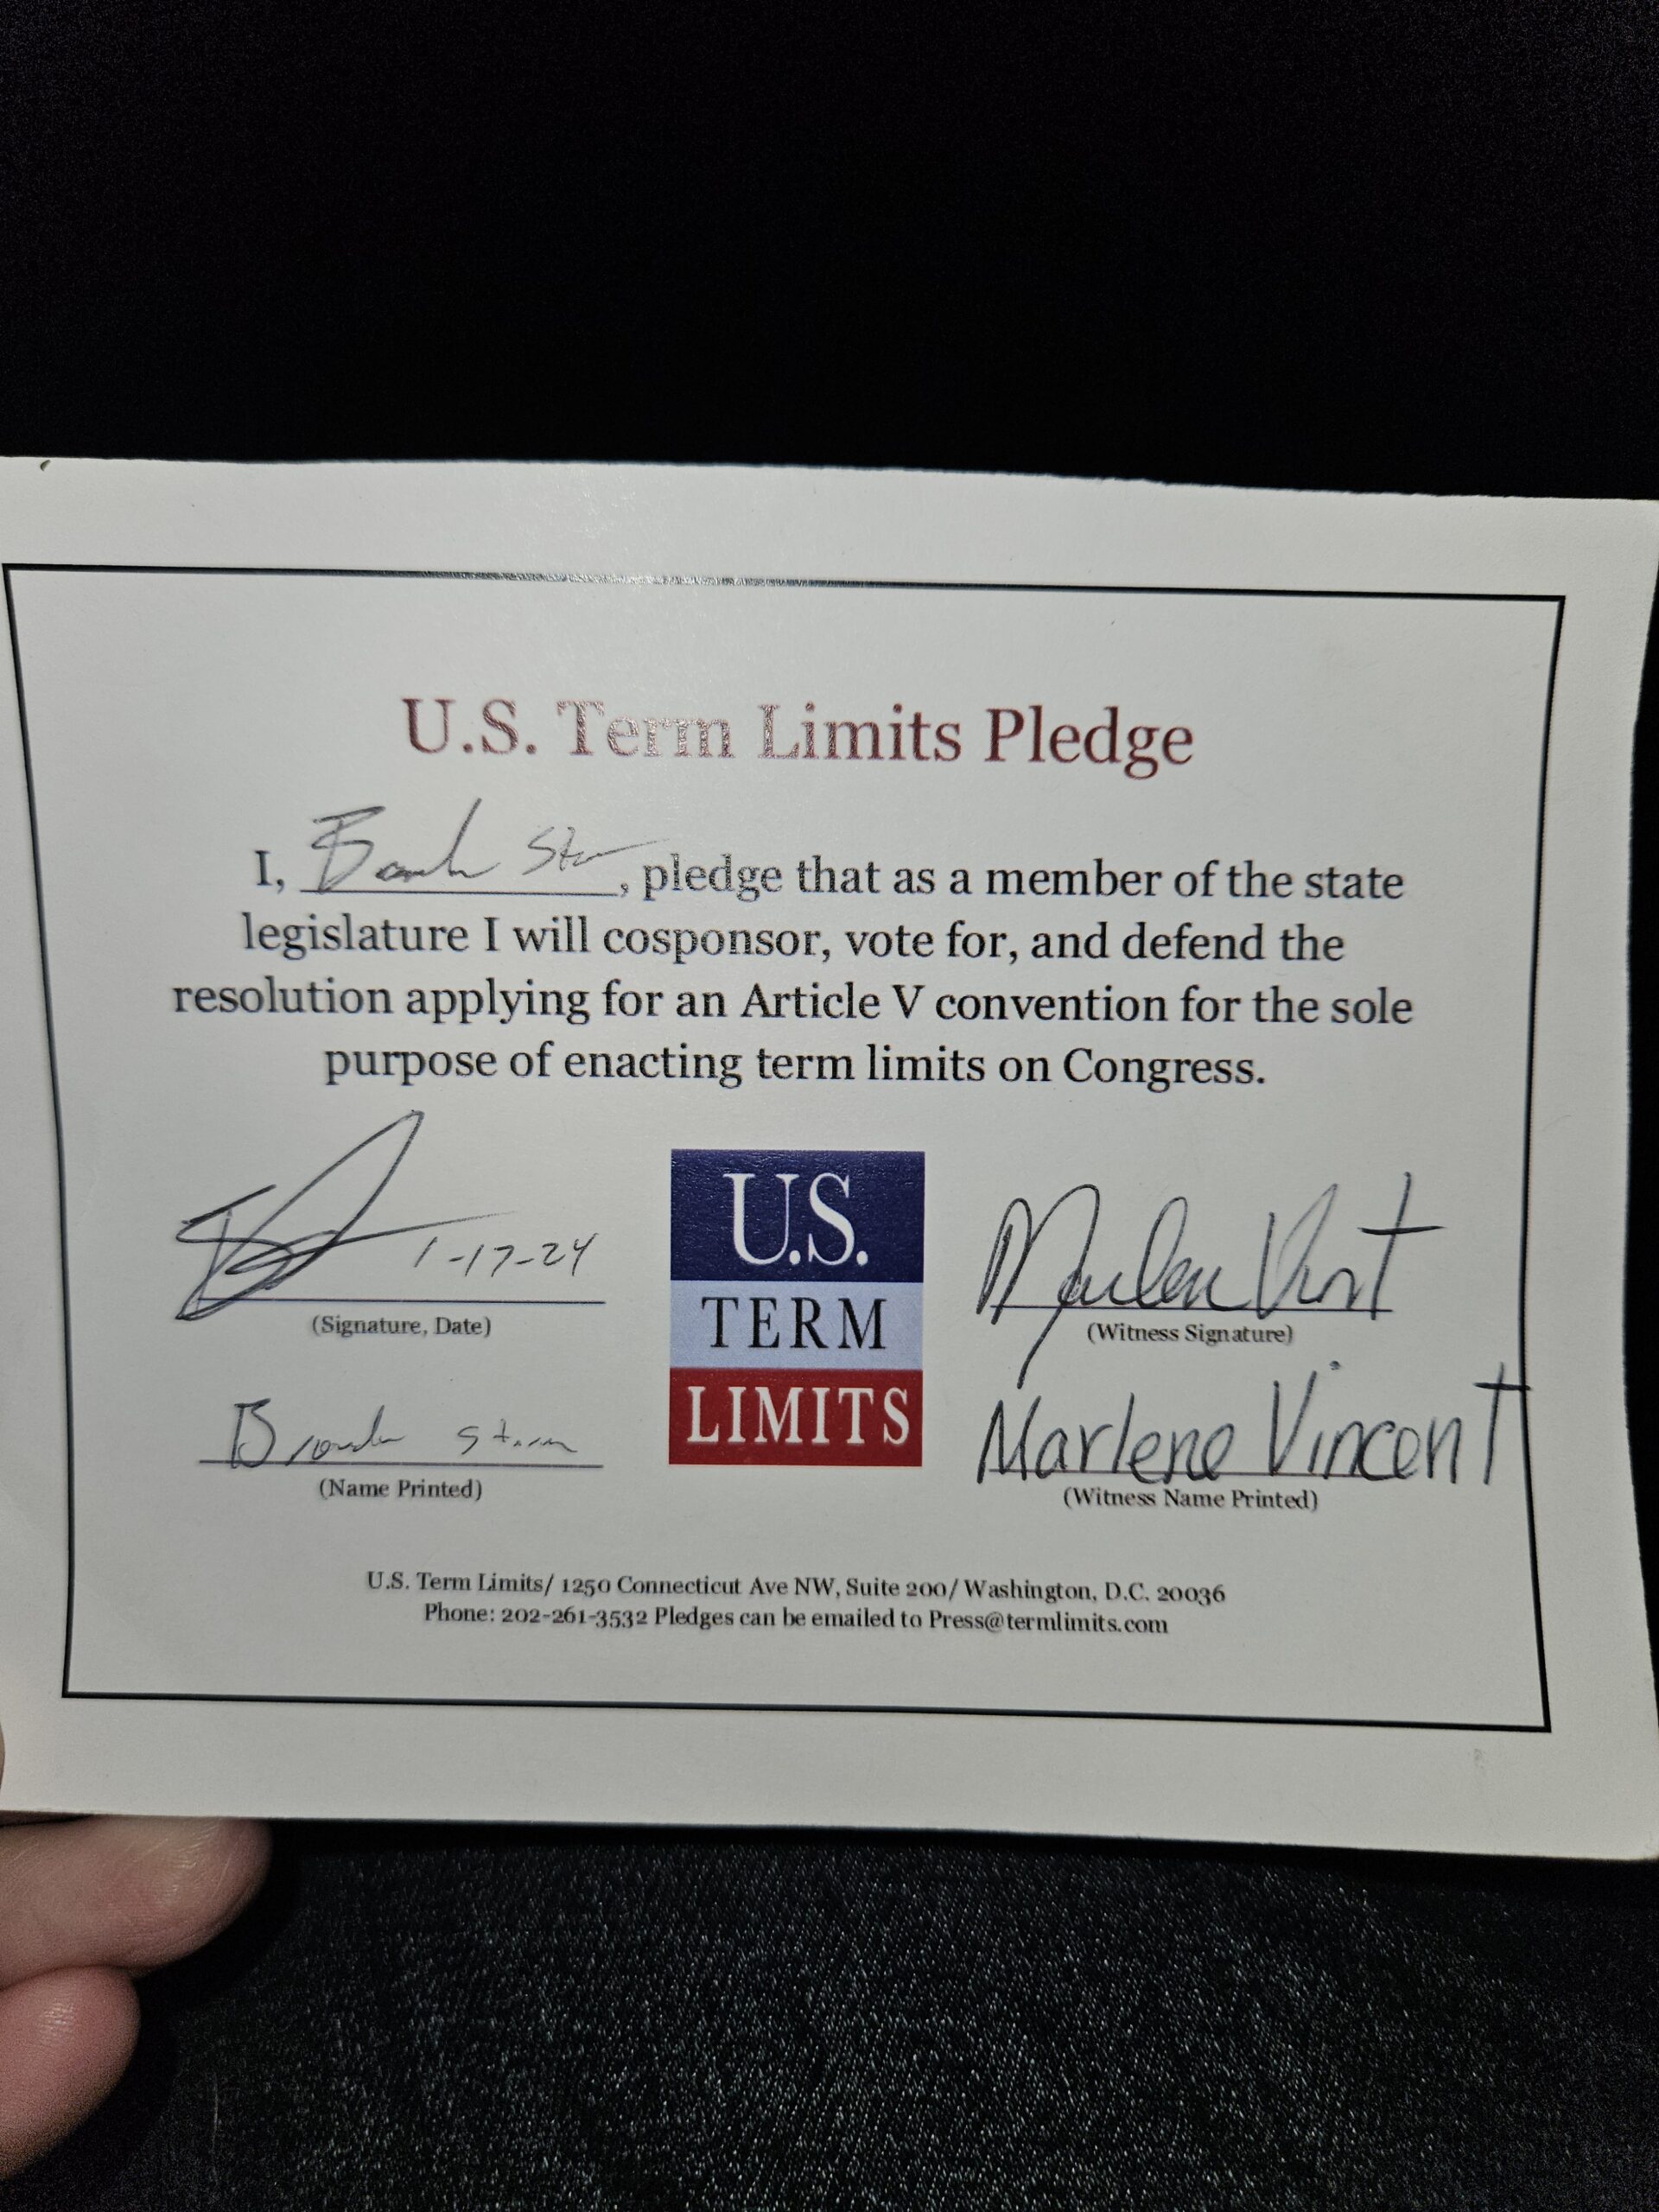 U.S. Term Limits Pledge
I, , pledge that as a member of the state
legislature I will cosponsor, vote for, and defend the
resolution applying for an Article V convention for the sole
purpose of enacting term limits on Congress.
1-17-24
(Signature, Date)
U.S.
TERM
LIMITS
(Witness Signature)
Storm
(Name Printed)
Marlene Vincent
(Witness Name Printed)
U.S. Term Limits/ 1250 Connecticut Ave NW, Suite 200/ Washington, D.C. 20036
Phone: 202-261-3532 Pledges can be emailed to Press@termlimits.com